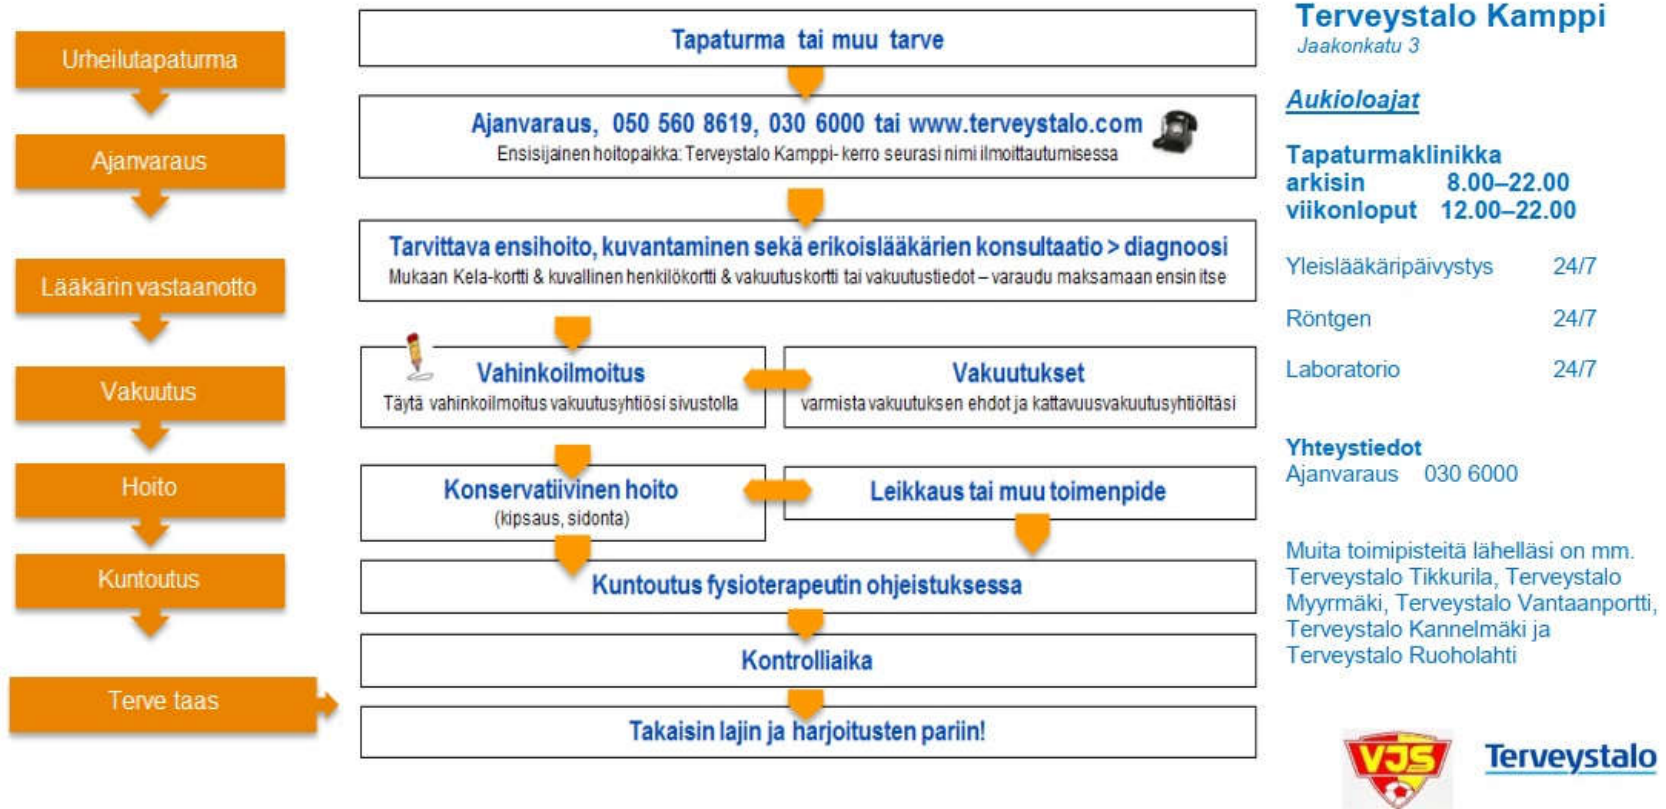 Urheilutapaturma
Ajanvaraus
Lääkärin vastaanotto
Vakuutus
Hoito
Kuntoutus
Terve taas
Tapaturma tai muu tarve
Ajanvaraus, 050 560 8619, 030 6000 tai www.terveystalo.com
Ensisijainen hoitopaikka: Terveystalo Kamppi- kerro seurasi nimi ilmoittautumisessa
Tarvittava ensihoito, kuvantaminen sekä erikoislääkärien konsultaatio > diagnoosi
Mukaan Kela-kortti & kuvallinen henkilökortti & vakuutuskortti tai vakuutustiedot – varaudu maksamaan ensin itse
Vahinkoilmoitus
Täytä vahinkoilmoitus vakuutusyhtiösi sivustolla
Vakuutukset
varmista vakuutuksen ehdot ja kattavuus vakuutusyhtiöltäsi
Konservatiivinen hoito
(kipsaus, sidonta)
Leikkaus tai muu toimenpide
Kuntoutus fysioterapeutin ohjeistuksessa
Kontrolliaika
Takaisin lajin ja harjoitusten pariin!
Terveystalo Kamppi
Jaakonkatu 3
Aukioloajat
Tapaturmaklinikka
arkisin 8.00–22.00
viikonloput 12.00–22.00
Yleislääkäripäivystys 24/7
Röntgen 24/7
Laboratorio 24/7
Yhteystiedot
Ajanvaraus 030 6000
Muita toimipisteitä lähelläsi on mm.
Terveystalo Tikkurila, Terveystalo
Myyrmäki, Terveystalo Vantaanportti,
Terveystalo Kannelmäki ja
Terveystalo Ruoholahti
VJS
Terveystalo